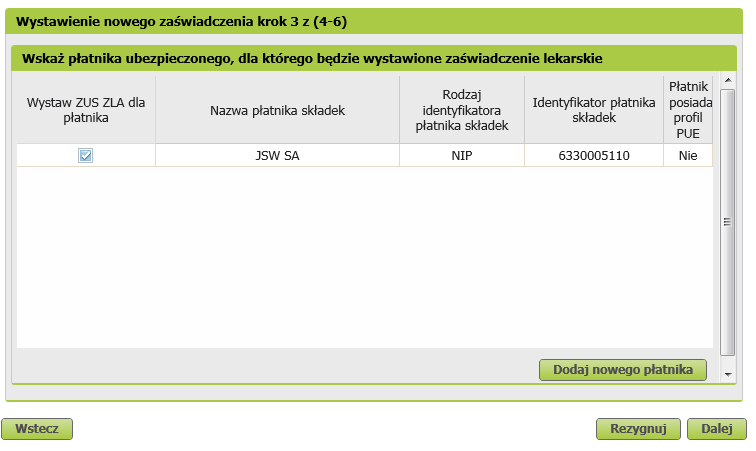 Wystawienie nowego zaświadczenia krok 3 z (4-6)
Wskaż płatnika ubezpieczonego, dla którego będzie wystawione zaświadczenie lekarskie
Wystaw ZUS ZLA dla
płatnika
Nazwa płatnika składek
Rodzaj
identyfikatora
płatnika składek
Identyfikator płatnika
składek
Płatnik
posiada
profil
PUE
JSW SA
NIP
6330005110
Nie
Dodaj nowego płatnika
Wstecz
Rezygnuj
Dalej